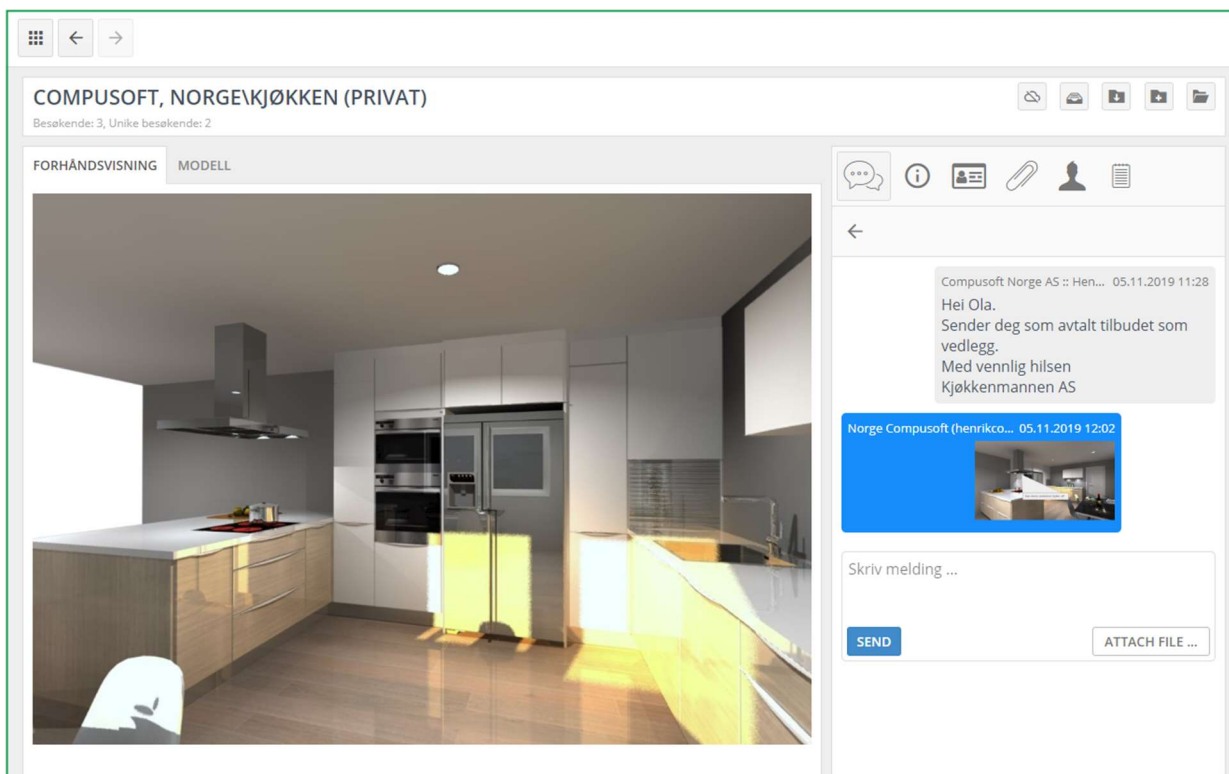 COMPUSOFT, NORGE\KJØKKEN (PRIVAT)
Besøkende: 3, Unike besøkende: 2
FORHÅNDSVISNING MODELL
Compusoft Norge AS :: Hen... 05.11.2019 11:28
Hei Ola.
Sender deg som avtalt tilbudet som
vedlegg.
Med vennlig hilsen
Kjøkkenmannen AS
Norge Compusoft (henrikco... 05.11.2019 12:02
Skriv melding ...
SEND ATTACH FILE ...